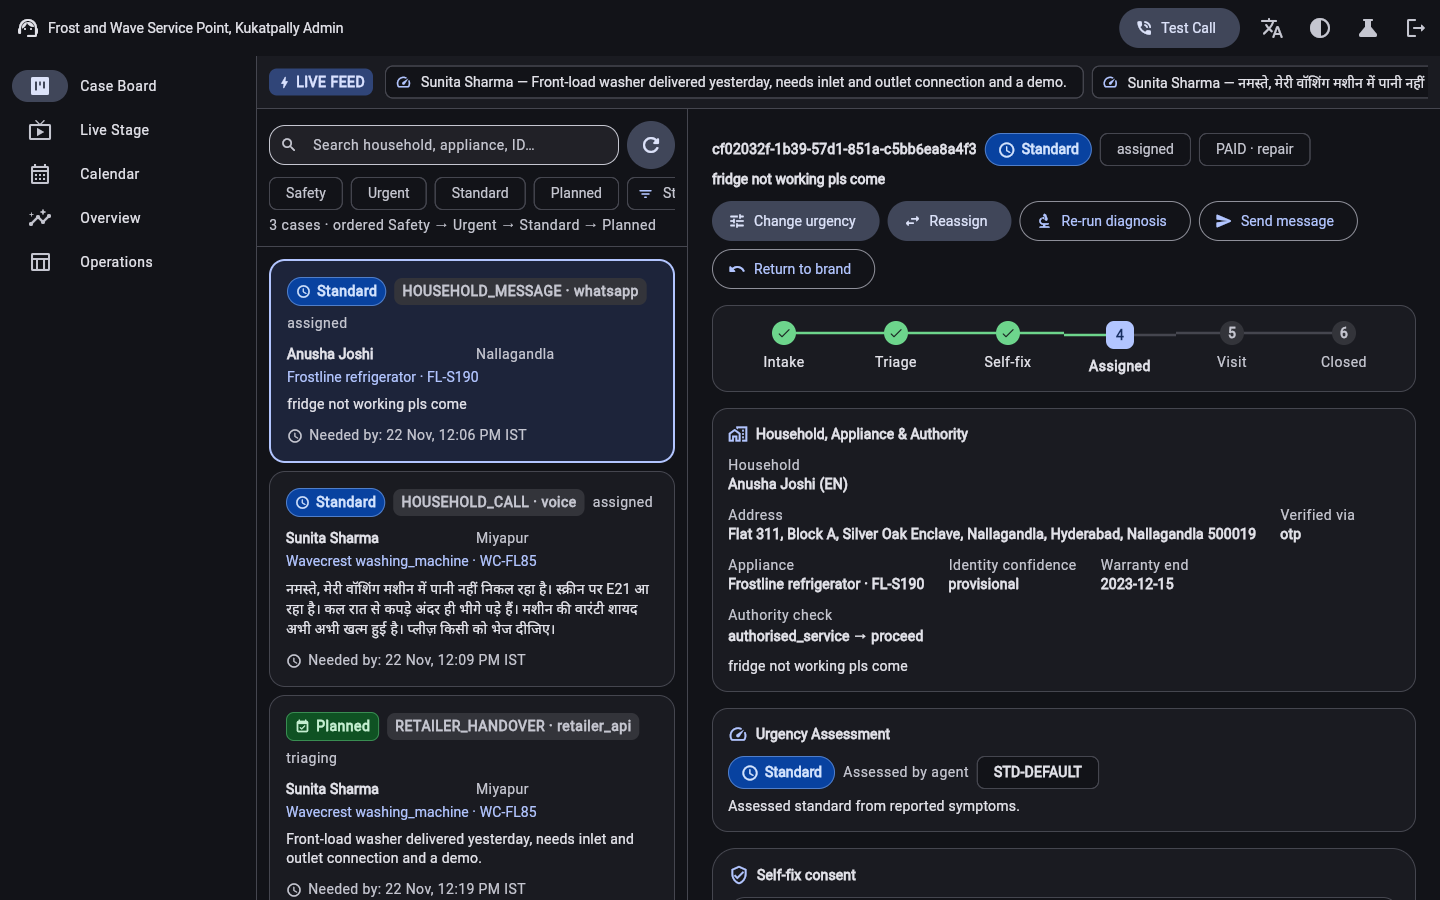 Frost and Wave Service Point, Kukatpally Admin
Test Call
Case Board
Live Stage
Calendar
Overview
Operations
LIVE FEED
Sunita Sharma — Front-load washer delivered yesterday, needs inlet and outlet connection and a demo.
Sunita Sharma — नमस्ते, मेरी वॉशिंग मशीन में पानी नहीं
Search household, appliance, ID...
Safety
Urgent
Standard
Planned
St
3 cases · ordered Safety → Urgent → Standard → Planned
Standard
HOUSEHOLD_MESSAGE · whatsapp
assigned
Anusha Joshi
Nallagandla
Frostline refrigerator · FL-S190
fridge not working pls come
Needed by: 22 Nov, 12:06 PM IST
Standard
HOUSEHOLD_CALL · voice
assigned
Sunita Sharma
Miyapur
Wavecrest washing_machine · WC-FL85
नमस्ते, मेरी वॉशिंग मशीन में पानी नहीं निकल रहा है। स्क्रीन पर E21 आ
रहा है। कल रात से कपड़े अंदर ही भीगे पड़े हैं। मशीन की वारंटी शायद
अभी अभी खत्म हुई है। प्लीज़ किसी को भेज दीजिए।
Needed by: 22 Nov, 12:09 PM IST
Planned
RETAILER_HANDOVER · retailer_api
triaging
Sunita Sharma
Miyapur
Wavecrest washing_machine · WC-FL85
Front-load washer delivered yesterday, needs inlet and
outlet connection and a demo.
Needed by: 22 Nov, 12:19 PM IST
cf02032f-1b39-57d1-851a-c5bb6ea8a4f3
Standard
assigned
PAID · repair
fridge not working pls come
Change urgency
Reassign
Re-run diagnosis
Send message
Return to brand
4
5
6
Intake
Triage
Self-fix
Assigned
Visit
Closed
Household, Appliance & Authority
Household
Anusha Joshi (EN)
Address
Verified via
Flat 311, Block A, Silver Oak Enclave, Nallagandla, Hyderabad, Nallagandla 500019
otp
Appliance
Identity confidence
Warranty end
Frostline refrigerator · FL-S190
provisional
2023-12-15
Authority check
authorised_service → proceed
fridge not working pls come
Urgency Assessment
Standard
Assessed by agent
STD-DEFAULT
Assessed standard from reported symptoms.
Self-fix consent